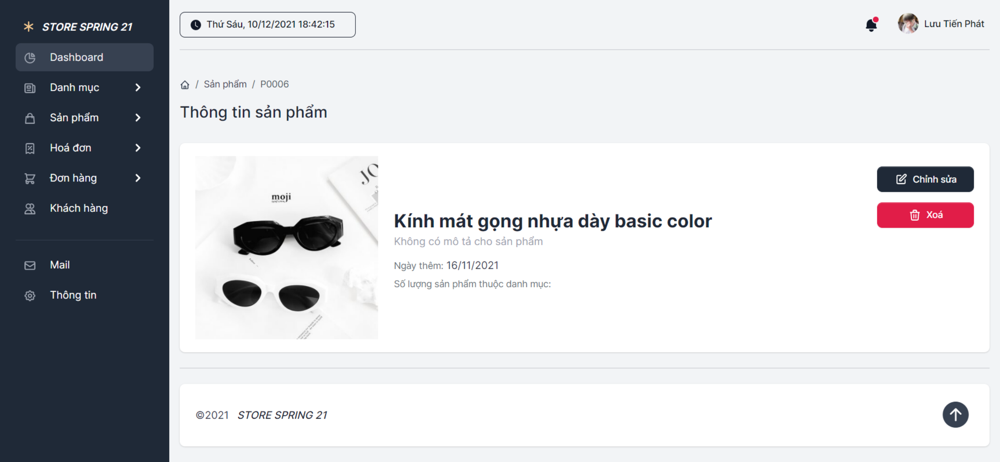 STORE SPRING 21
Dashboard
Danh mục
Sản phẩm
Hoá đơn
Đơn hàng
Khách hàng
Mail
Thông tin
Thứ Sáu, 10/12/2021 18:42:15
Lưu Tiến Phát
/ Sản phẩm / P0006
Thông tin sản phẩm
JO
moji
Follow
Kính mát gọng nhựa dày basic color
Không có mô tả cho sản phẩm
Ngày thêm: 16/11/2021
Số lượng sản phẩm thuộc danh mục:
Chỉnh sửa
Xoá
©2021 STORE SPRING 21